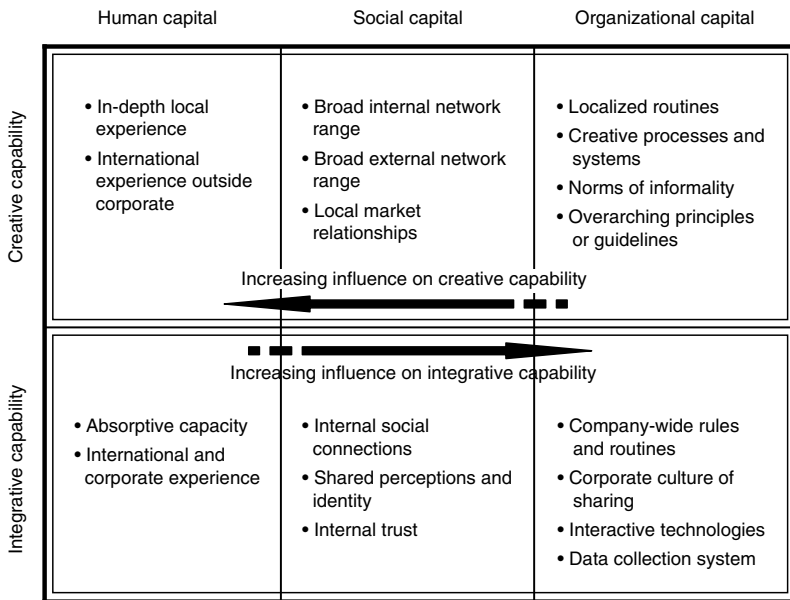 Human capital
Social capital
Organizational capital
Creative capability
• In-depth local
experience
• International
experience outside
corporate
• Broad internal network
range
• Broad external network
range
• Local market
relationships
• Localized routines
• Creative processes and
systems
• Norms of informality
• Overarching principles
or guidelines
Increasing influence on creative capability
Increasing influence on integrative capability
Integrative capability
• Absorptive capacity
• International and
corporate experience
• Internal social
connections
• Shared perceptions and
identity
• Internal trust
• Company-wide rules
and routines
• Corporate culture of
sharing
• Interactive technologies
• Data collection system